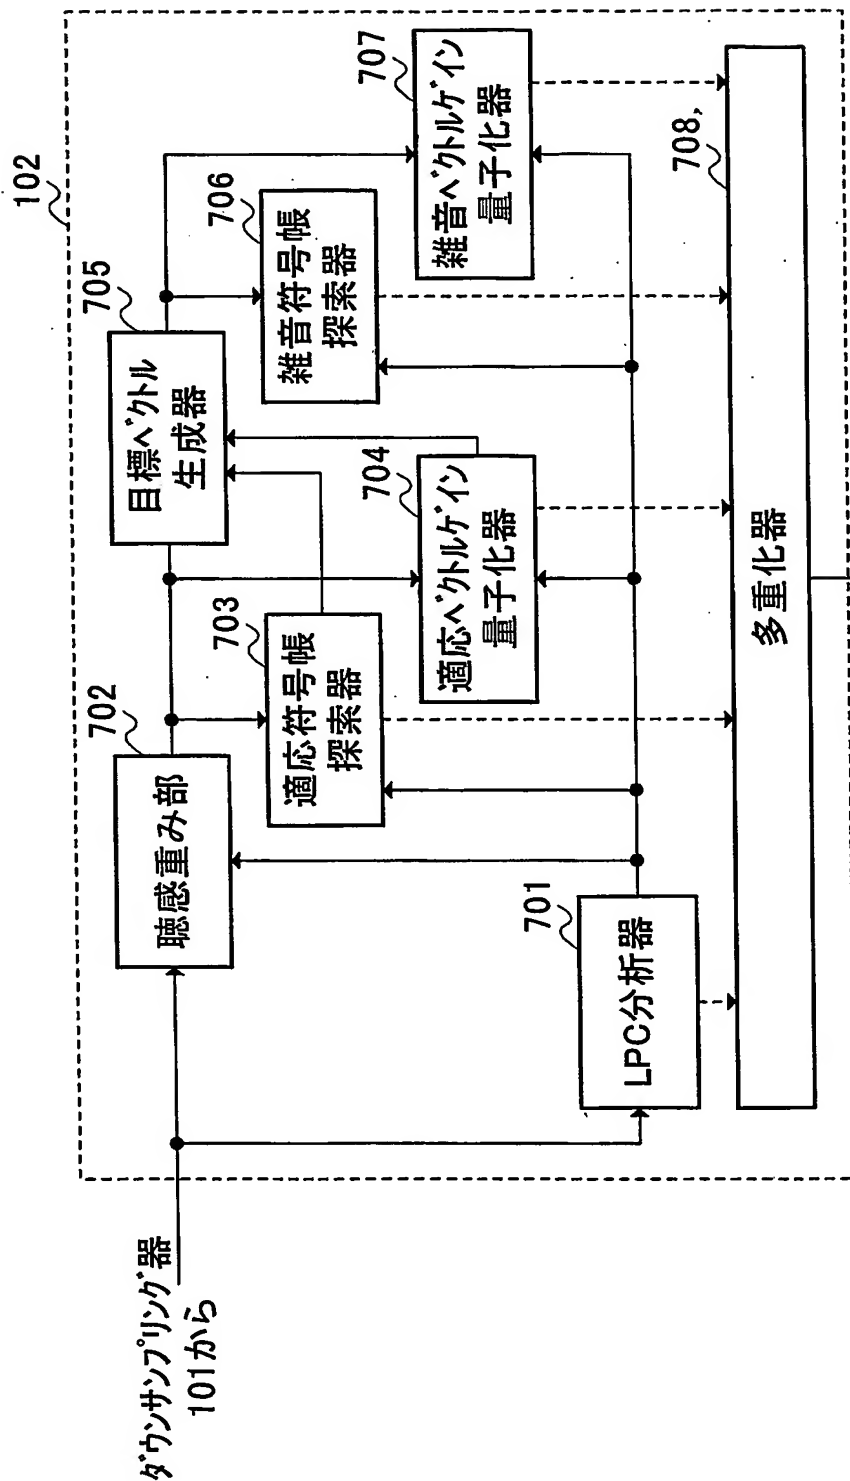 102
ダウンサンプリング器
101から
702
聴感重み部
705
目標ベクトル
生成器
703
適応符号帳
探索器
706
雑音符号帳
探索器
704
適応ベクトルゲイン
量子化器
707
雑音ベクトルゲイン
量子化器
701
LPC分析器
708,
多重化器